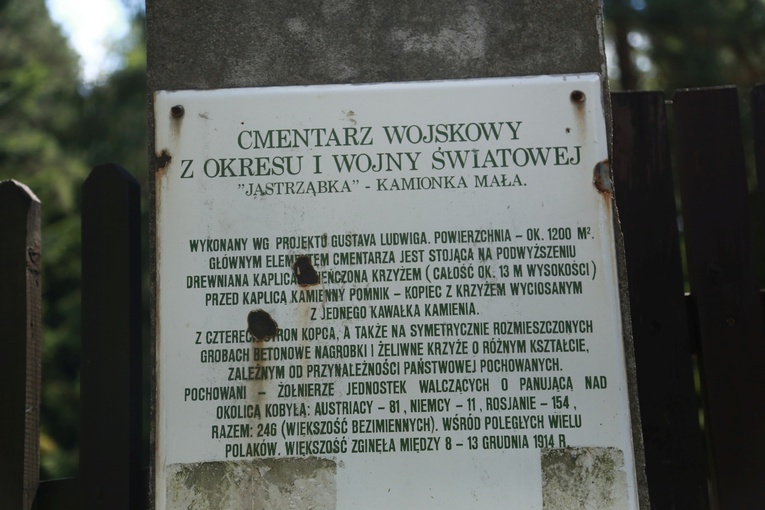 CMENTARZ WOJSKOWY
Z OKRESU I WOJNY ŚWIATOWEJ
"JASTRZĄBKA" - KAMIONKA MAŁA.
WYKONANY WG PROJEKTU GUSTAVA LUDWIGA. POWIERZCHNIA – OK. 1200 M².
GŁÓWNYM ELEMENTEM CMENTARZA JEST STOJĄCA NA PODWYŻSZENIU
DREWNIANA KAPLICA KRZYŻEM (CAŁOŚĆ OK. 13 M WYSOKOŚCI)
PRZED KAPLICĄ KAMIENNY POMNIK – KOPIEC Z KRZYŻEM WYCIOSANYM
Z JEDNEGO KAWAŁKA KAMIENIA.
Z CZTERECH STRON KOPCA, A TAKŻE NA SYMETRYCZNIE ROZMIESZCZONYCH
GROBACH BETONOWE NAGROBKI I ŻELIWNE KRZYŻE O RÓŻNYM KSZTAŁCIE,
ZALEŻNYM OD PRZYNALEŻNOŚCI PAŃSTWOWEJ POCHOWANYCH.
POCHOWANI – ŻOŁNIERZE JEDNOSTEK WALCZĄCYCH O PANUJĄCĄ NAD
OKOLICĄ KOBYŁĄ: AUSTRIACY – 81, NIEMCY – 11, ROSJANIE – 154,
RAZEM: 246 (WIĘKSZOŚĆ BEZIMIENNYCH). WŚRÓD POLEGŁYCH WIELU
POLAKÓW. WIĘKSZOŚĆ ZGINĘŁA MIĘDZY 8 – 13 GRUDNIA 1914 R.